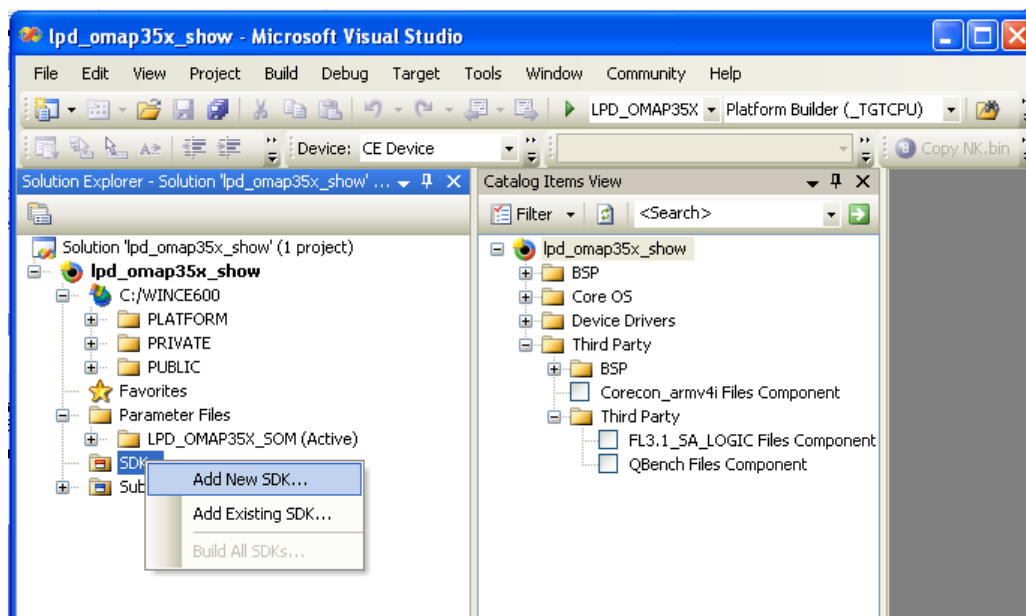 lpd_omap35x_show - Microsoft Visual Studio
File Edit View Project Build Debug Target Tools Window Community Help
LPD_OMAP35X Platform Builder (_TGTCPU)
Device: CE Device Copy NK.bin
Solution Explorer - Solution 'lpd_omap35x_show' ...
Solution 'lpd_omap35x_show' (1 project)
lpd_omap35x_show
C:/WINCE600
PLATFORM
PRIVATE
PUBLIC
Favorites
Parameter Files
LPD_OMAP35X_SOM (Active)
SDK
Sub
Add New SDK...
Add Existing SDK...
Build All SDKs...
Catalog Items View
Filter <Search>
lpd_omap35x_show
BSP
Core OS
Device Drivers
Third Party
BSP
Corecon_armv4i Files Component
Third Party
FL3.1_SA_LOGIC Files Component
QBench Files Component